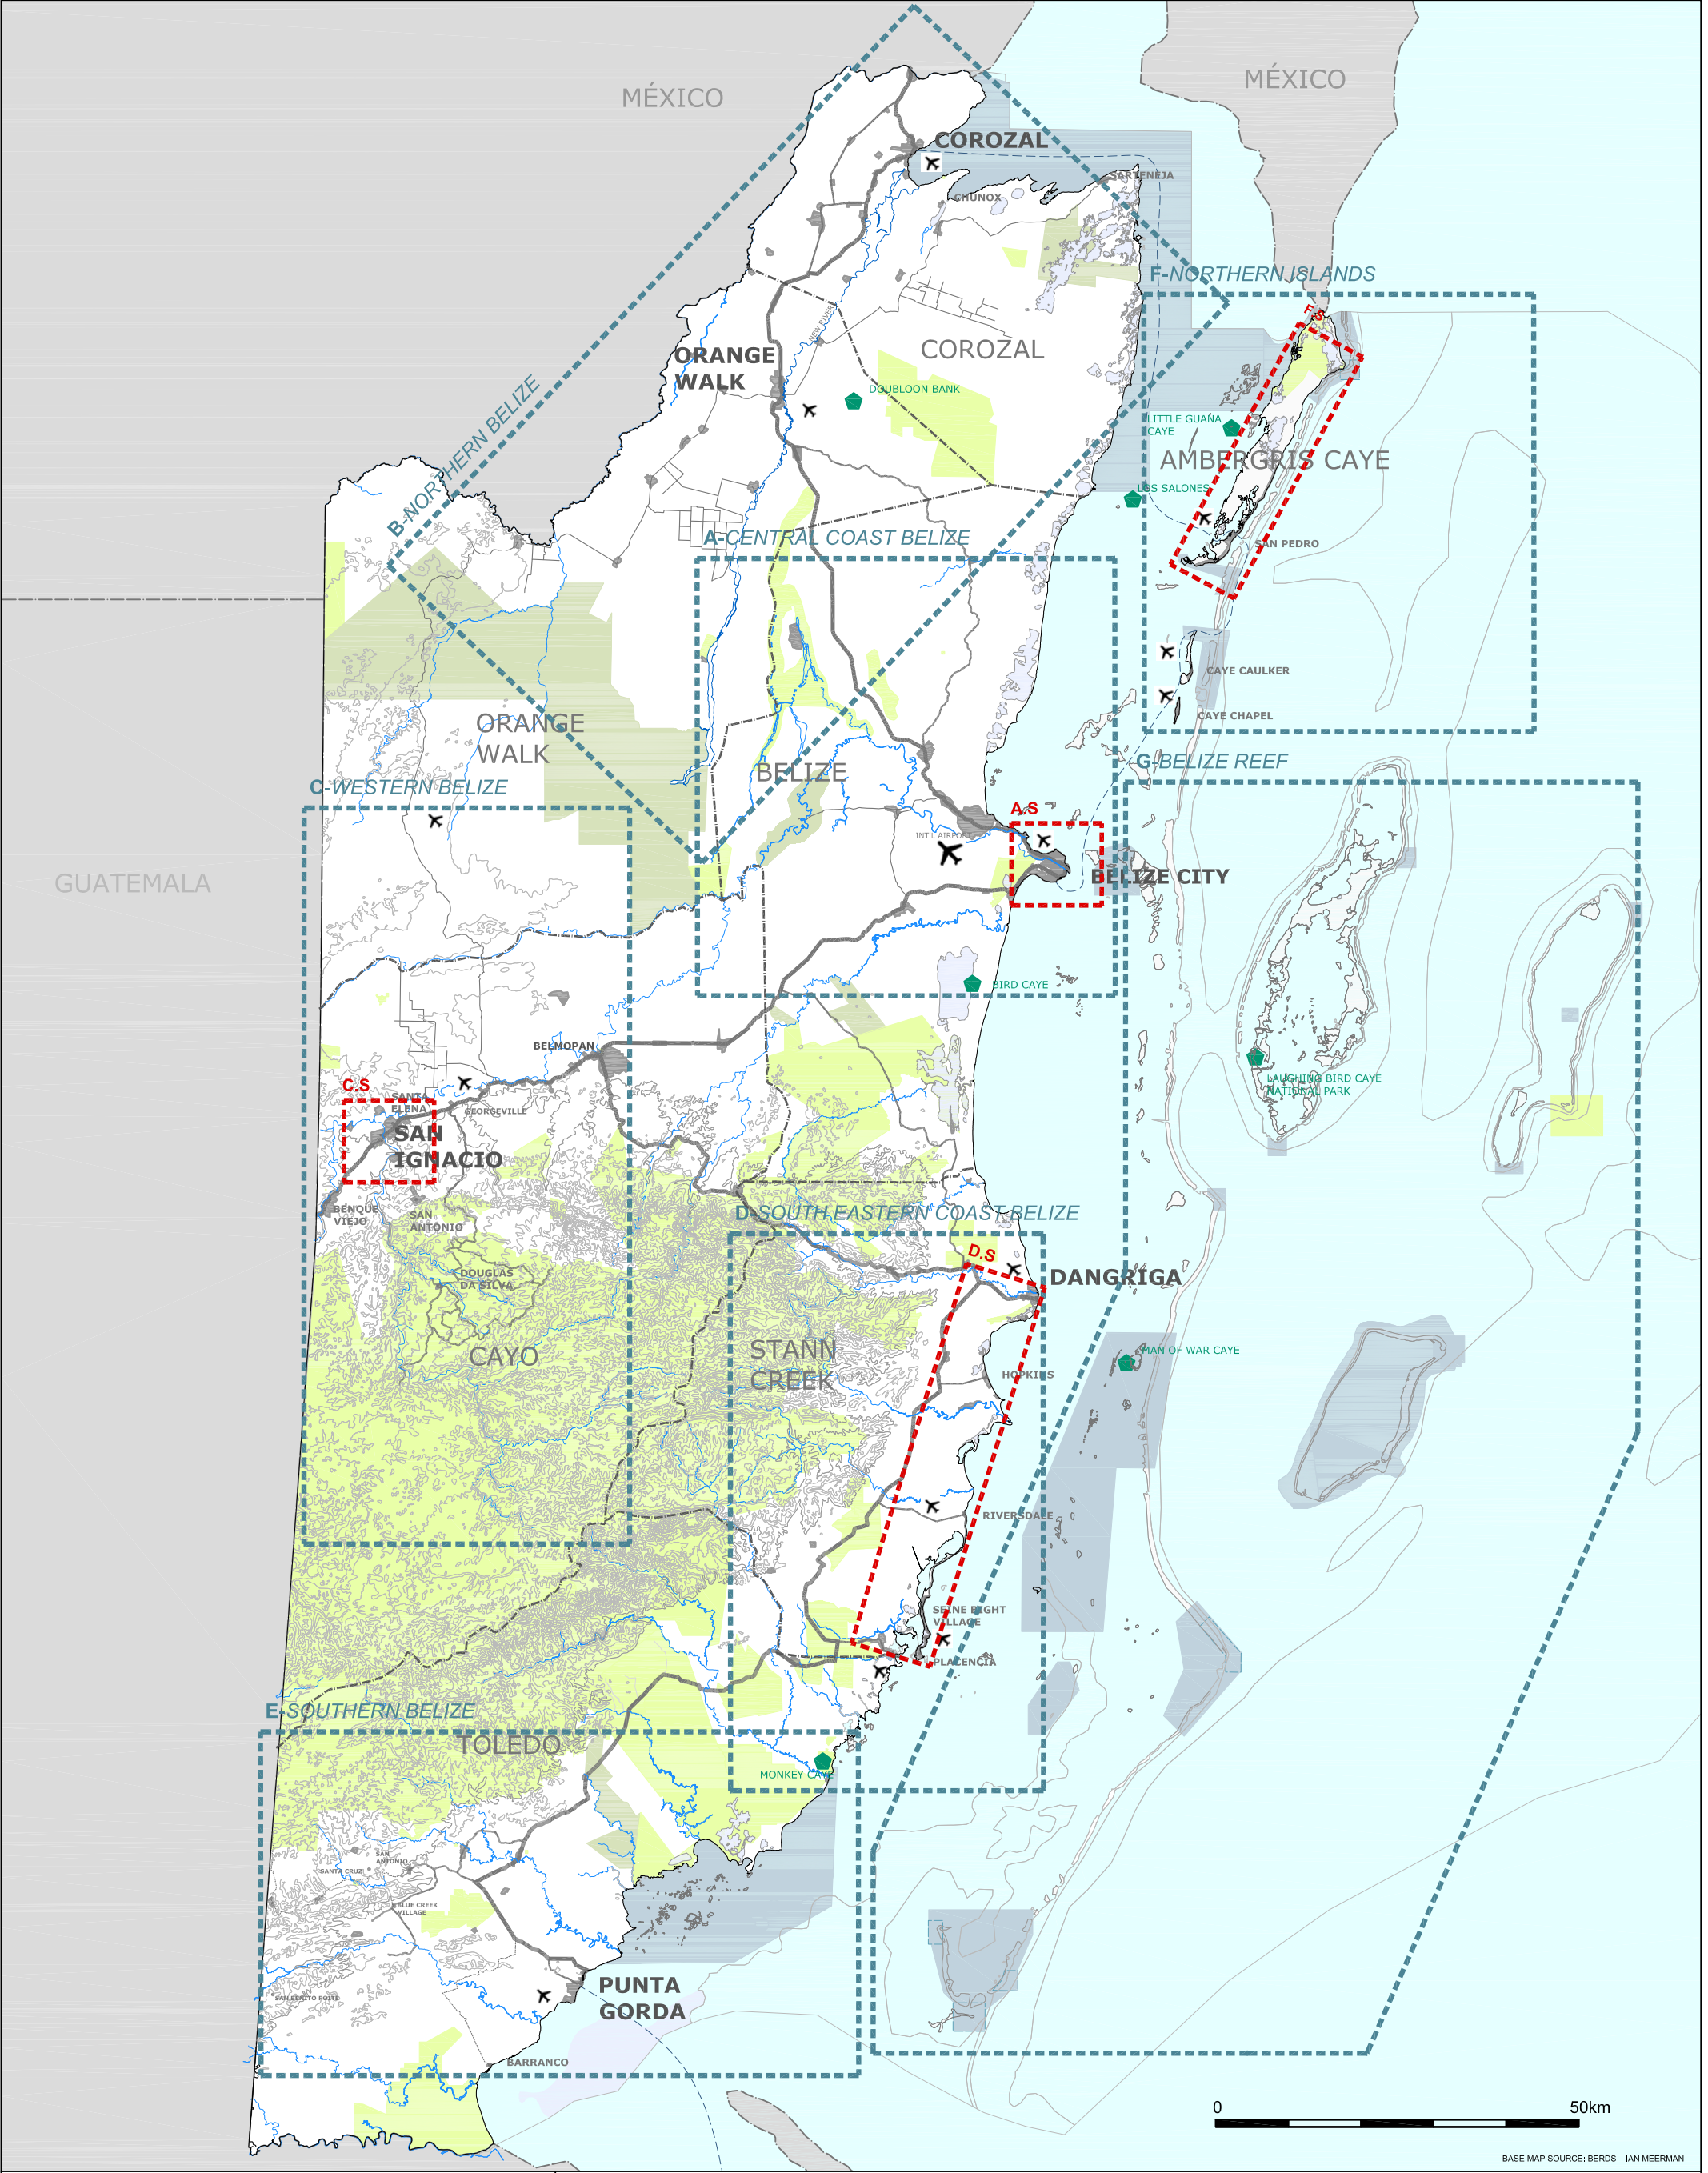 MÉXICO
MÉXICO
COROZAL
SARTENEJA
CHUNOX
F-NORTHERN ISLANDS
F.S
NEW RIVER
ORANGE
WALK
COROZAL
DOUBLOON BANK
B-NORTHERN BELIZE
LITTLE GUANA
CAYE
AMBERGRIS CAYE
LOS SALONES
SAN PEDRO
A-CENTRAL COAST BELIZE
CAYE CAULKER
CAYE CHAPEL
ORANGE
WALK
G-BELIZE REEF
BELIZE
C-WESTERN BELIZE
A.S
INT'L AIRPORT
BELIZE CITY
GUATEMALA
BIRD CAYE
BELMOPAN
LAUGHING BIRD CAYE
NATIONAL PARK
C.S
SANTA
ELENA
GEORGEVILLE
SAN
IGNACIO
BENQUE
VIEJO
SAN
ANTONIO
D-SOUTH EASTERN COAST BELIZE
D.S
DANGRIGA
DOUGLAS
DA SILVA
CAYO
STANN
CREEK
MAN OF WAR CAYE
HOPKINS
RIVERSDALE
SEINE BIGHT
VILLAGE
PLACENCIA
E-SOUTHERN BELIZE
TOLEDO
MONKEY CAYE
SAN
ANTONIO
SANTA CRUZ
BLUE CREEK
VILLAGE
PUNTA
GORDA
SAN BENITO POITE
BARRANCO
0 50km
BASE MAP SOURCE: BERDS – IAN MEERMAN